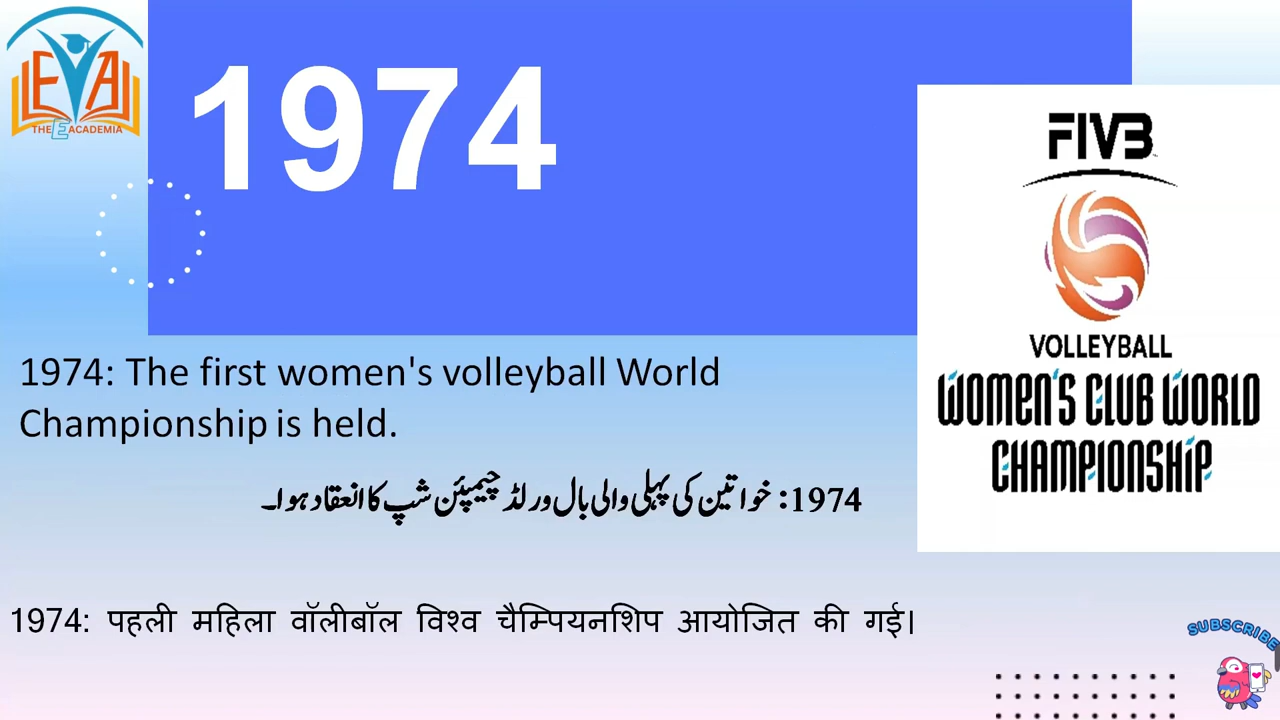 EVA
THE E ACADEMIA
1974
FIVB
VOLLEYBALL
WOMEN'S CLUB WORLD
CHAMPIONSHIP
1974: The first women's volleyball World
Championship is held.
1974: خواتین کی پہلی والی بال ورلڈ چیمپئن شپ کا انعقاد ہوا۔
1974: पहली महिला वॉलीबॉल विश्व चैम्पियनशिप आयोजित की गई।
SUBSCRIBE